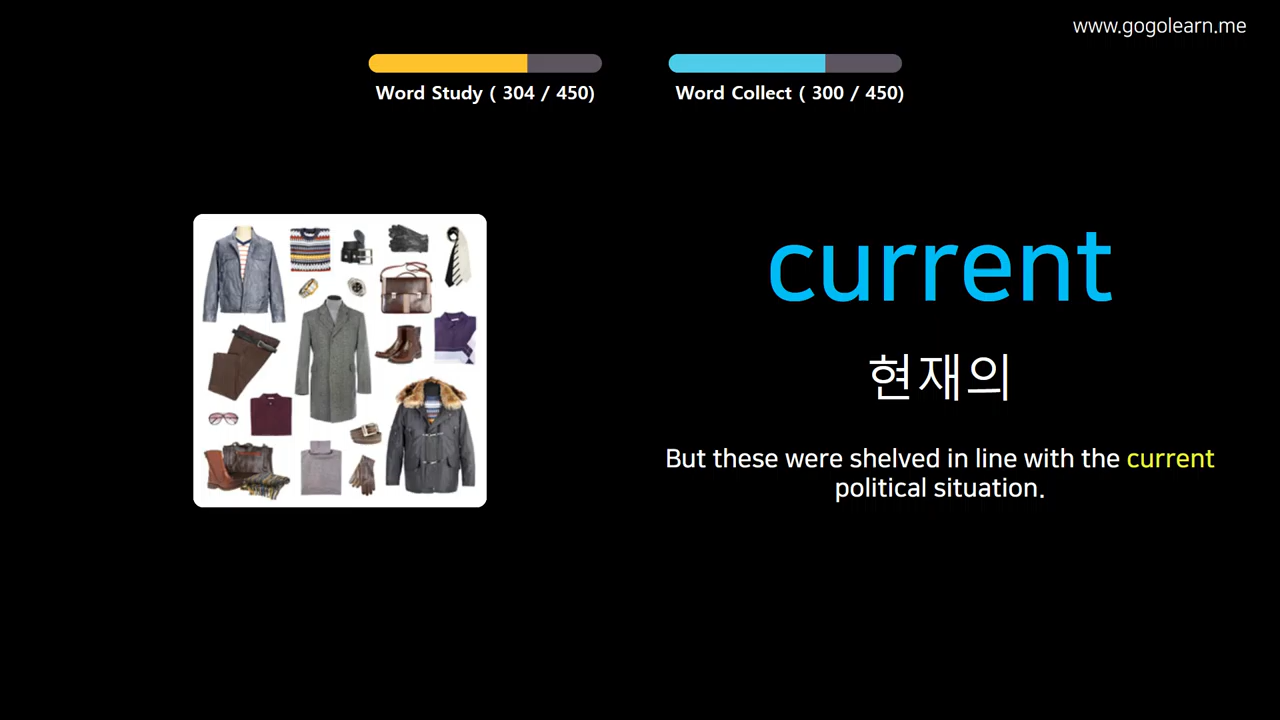 www.gogolearn.me
Word Study ( 304 / 450)
Word Collect ( 300 / 450)
current
현재의
But these were shelved in line with the current
political situation.